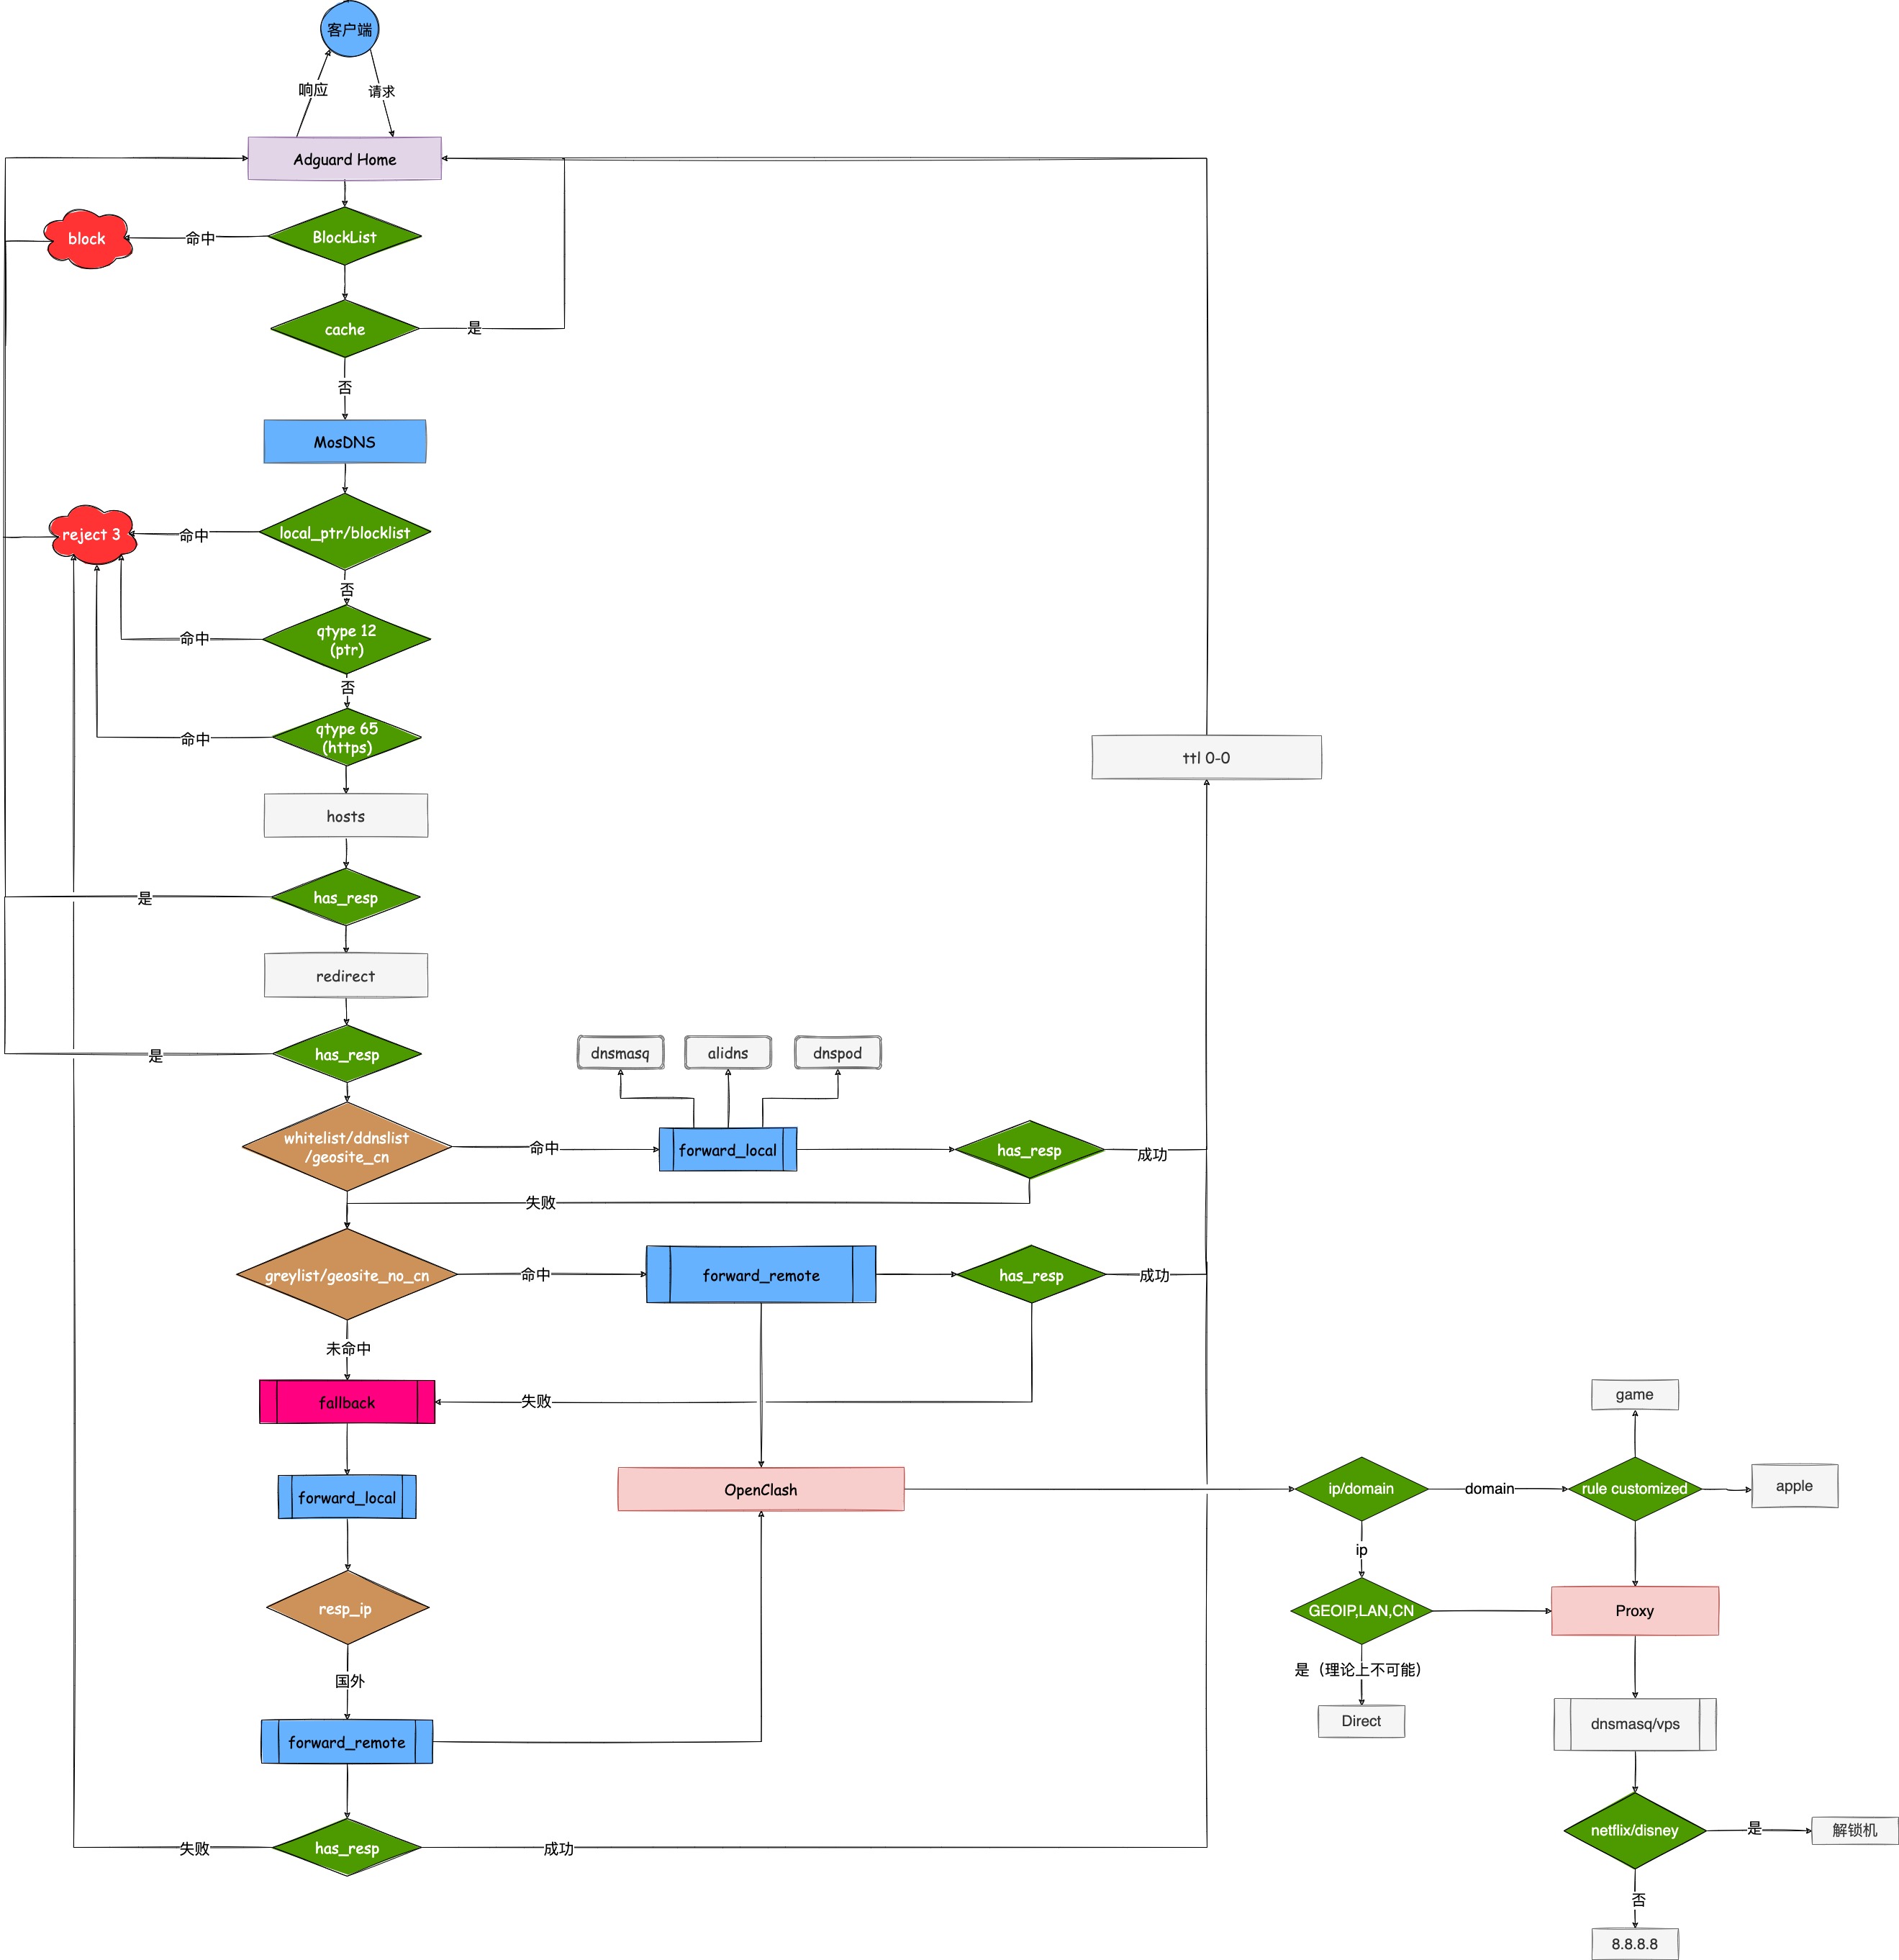 客户端
响应
请求
Adguard Home
block
命中
BlockList
cache
是
否
MosDNS
reject 3
命中
local_ptr/blocklist
否
命中
qtype 12
(ptr)
否
命中
qtype 65
(https)
ttl 0-0
hosts
是
has_resp
redirect
是
has_resp
dnsmasq
alidns
dnspod
whitelist/ddnslist
/geosite_cn
命中
forward_local
has_resp
成功
失败
greylist/geosite_no_cn
命中
forward_remote
has_resp
成功
未命中
fallback
失败
game
forward_local
OpenClash
ip/domain
domain
rule customized
apple
ip
resp_ip
GEOIP,LAN,CN
Proxy
国外
是（理论上不可能）
Direct
forward_remote
dnsmasq/vps
失败
has_resp
成功
netflix/disney
是
解锁机
否
8.8.8.8